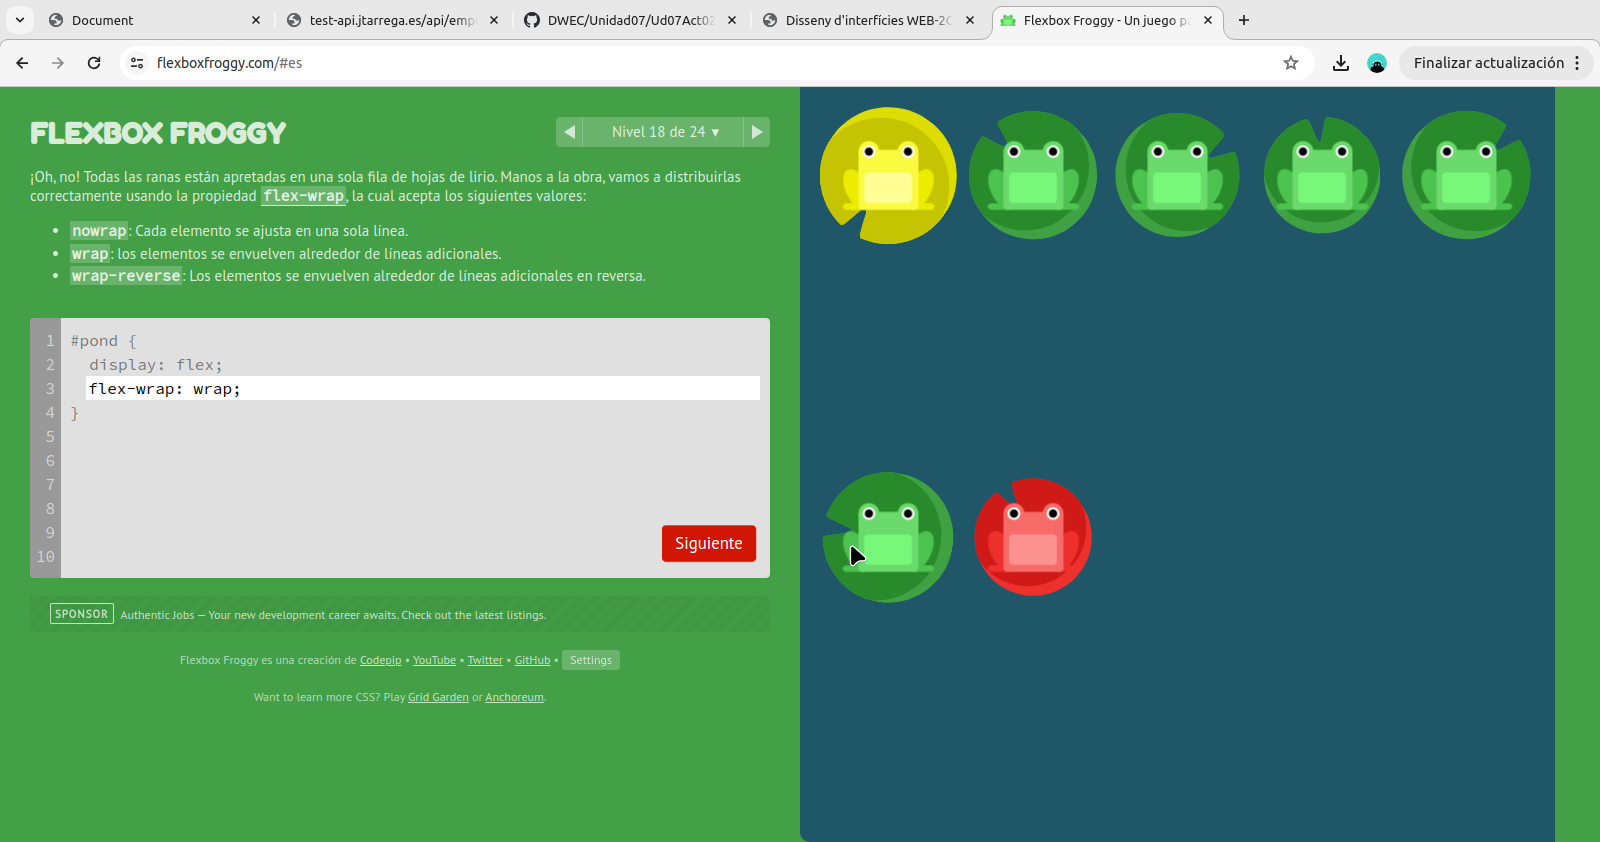 Document
test-api.jtarrega.es/api/emp
DWEC/Unidad07/Ud07Act02
Disseny d'interfícies WEB-2C
Flexbox Froggy - Un juego pa
flexboxfroggy.com/#es
Finalizar actualización
FLEXBOX FROGGY
Nivel 18 de 24 ▾
¡Oh, no! Todas las ranas están apretadas en una sola fila de hojas de lirio. Manos a la obra, vamos a distribuirlas
correctamente usando la propiedad flex-wrap, la cual acepta los siguientes valores:
• nowrap: Cada elemento se ajusta en una sola línea.
• wrap: los elementos se envuelven alrededor de líneas adicionales.
• wrap-reverse: Los elementos se envuelven alrededor de líneas adicionales en reversa.
1 #pond {
2 display: flex;
3 flex-wrap: wrap;
4 }
5
6
7
8
9
10
Siguiente
SPONSOR Authentic Jobs — Your new development career awaits. Check out the latest listings.
Flexbox Froggy es una creación de Codepip • YouTube • Twitter • GitHub • Settings
Want to learn more CSS? Play Grid Garden or Anchoreum.